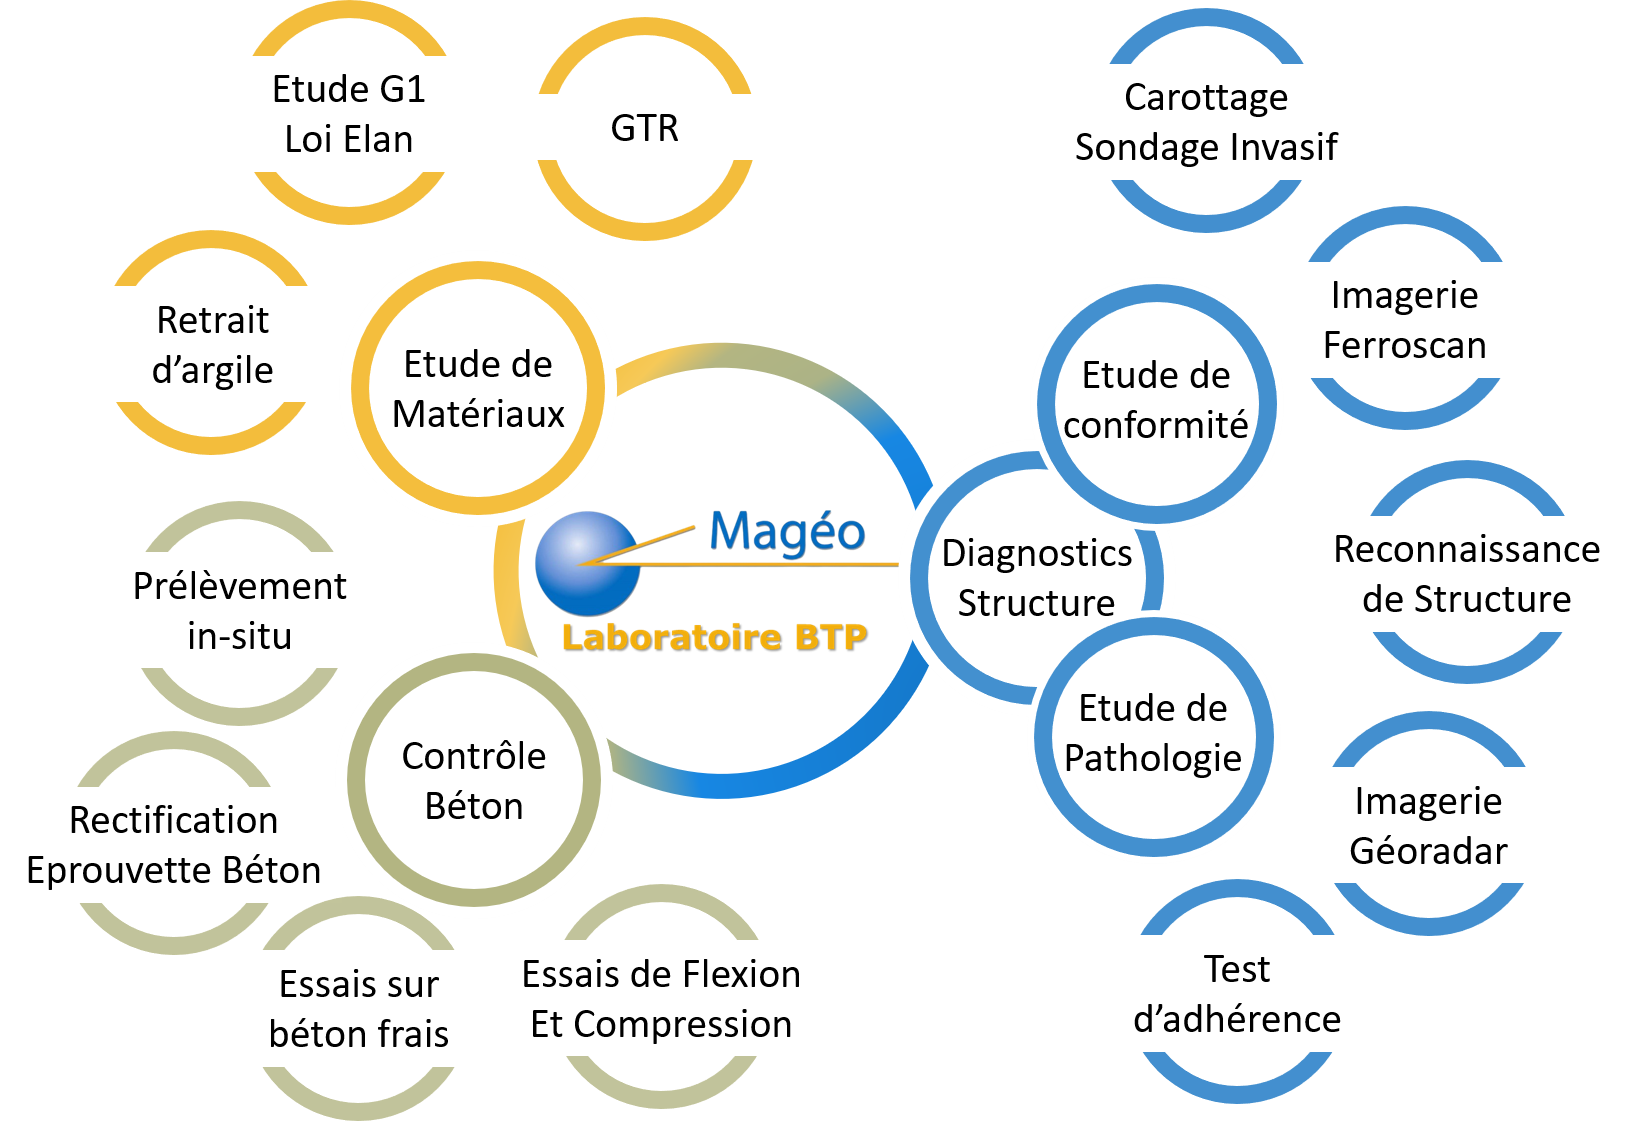 Etude G1
Loi Elan
GTR
Carottage
Sondage Invasif
Retrait
d’argile
Etude de
Matériaux
Etude de
conformité
Imagerie
Ferroscan
Magéo
Laboratoire BTP
Diagnostics
Structure
Reconnaissance
de Structure
Prélèvement
in-situ
Contrôle
Béton
Etude de
Pathologie
Imagerie
Géoradar
Rectification
Eprouvette Béton
Essais sur
béton frais
Essais de Flexion
Et Compression
Test
d’adhérence